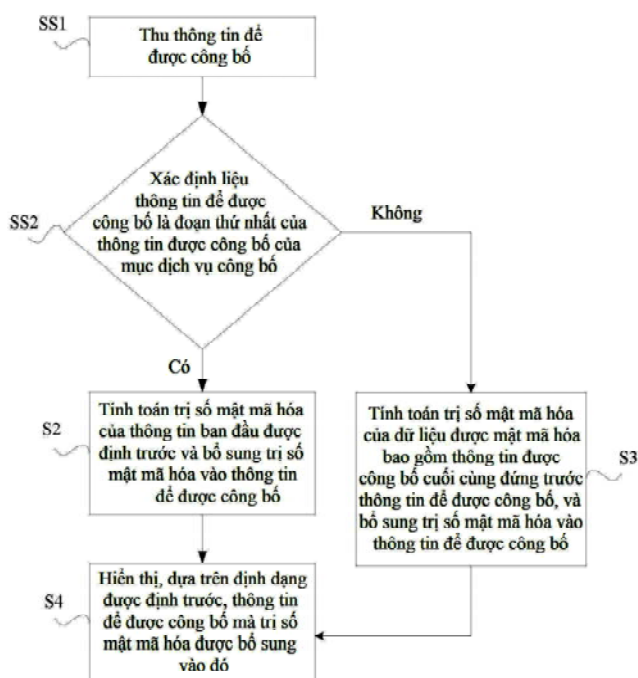 SS1
Thu thông tin để
được công bố
SS2
Xác định liệu
thông tin để được
công bố là đoạn thứ nhất của
thông tin được công bố của
mục dịch vụ công bố
Không
Có
S2
Tính toán trị số mật mã hóa
của thông tin ban đầu được
định trước và bổ sung trị số
mật mã hóa vào thông tin
để được công bố
Tính toán trị số mật mã hóa
của dữ liệu được mật mã hóa
bao gồm thông tin được
công bố cuối cùng đứng trước
thông tin để được công bố, và
bổ sung trị số mật mã hóa vào
thông tin để được công bố
S3
S4
Hiển thị, dựa trên định dạng
được định trước, thông tin
để được công bố mà trị số
mật mã hóa được bổ sung
vào đó